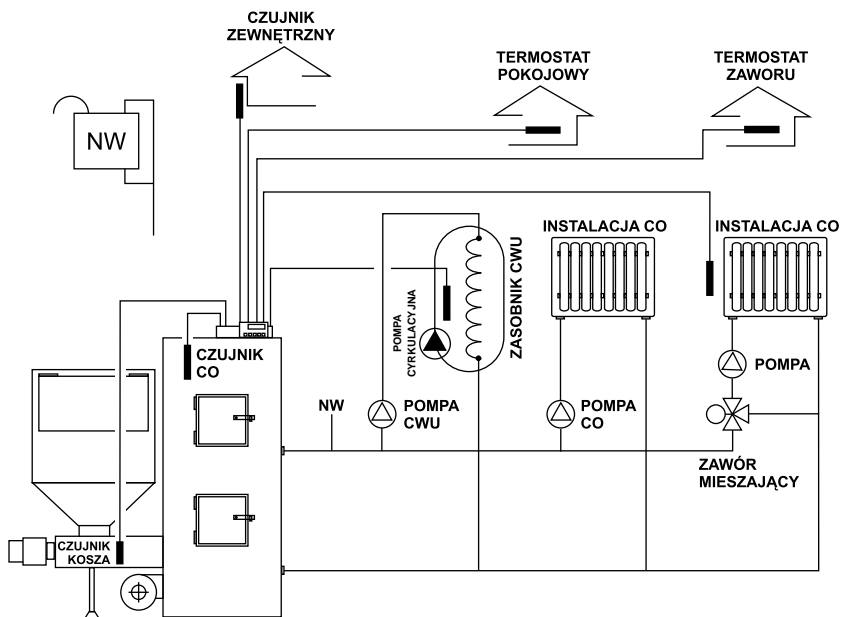 CZUJNIK
ZEWNĘTRZNY
TERMOSTAT
POKOJOWY
TERMOSTAT
ZAWORU
NW
INSTALACJA CO
INSTALACJA CO
ZASOBNIK CWU
POMPA
CYRKULACYJNA
CZUJNIK
CO
POMPA
NW
POMPA
CWU
POMPA
CO
ZAWÓR
MIESZAJĄCY
CZUJNIK
KOSZA